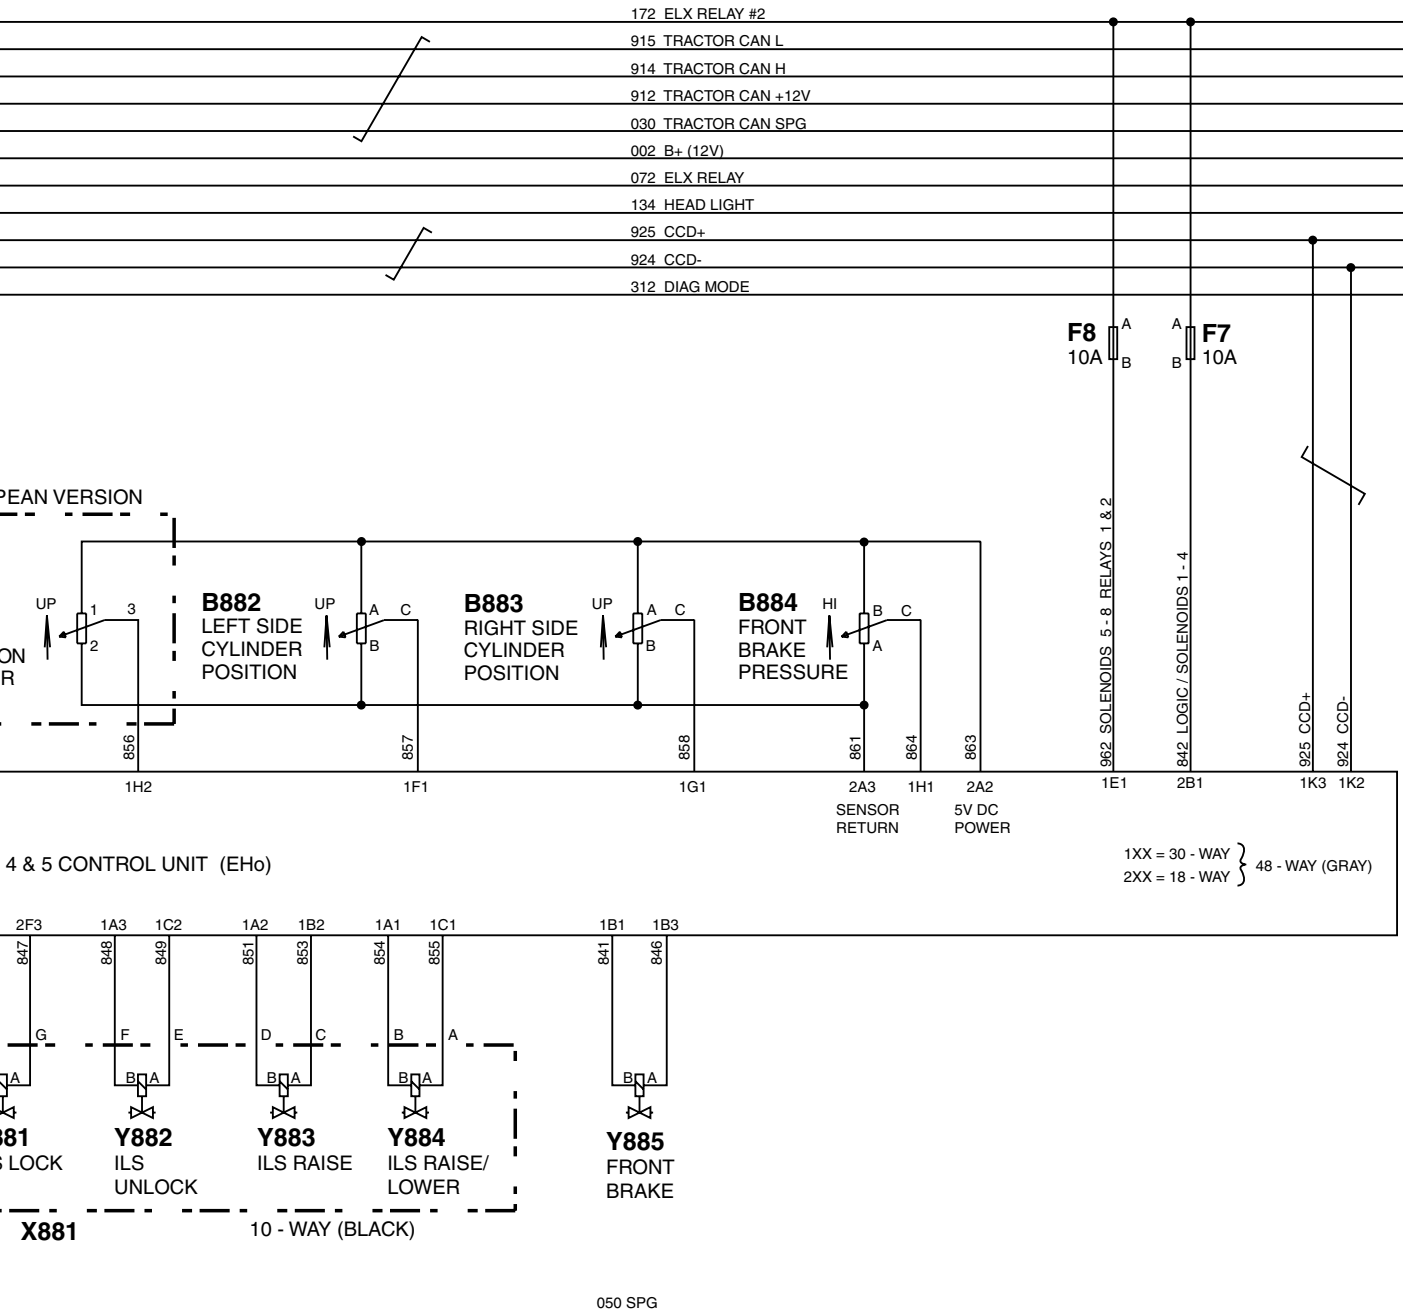 172 ELX RELAY #2
915 TRACTOR CAN L
914 TRACTOR CAN H
912 TRACTOR CAN +12V
030 TRACTOR CAN SPG
002 B+ (12V)
072 ELX RELAY
134 HEAD LIGHT
925 CCD+
924 CCD-
312 DIAG MODE
F8
10A
A
B
A
B
F7
10A
PEAN VERSION
962 SOLENOIDS 5 - 8 RELAYS 1 & 2
842 LOGIC / SOLENOIDS 1 - 4
925 CCD+
924 CCD-
ON
R
UP
1
2
3
B882
LEFT SIDE
CYLINDER
POSITION
UP
A
B
C
B883
RIGHT SIDE
CYLINDER
POSITION
UP
A
B
C
B884
FRONT
BRAKE
PRESSURE
HI
B
A
C
856
857
858
861
864
863
1H2
1F1
1G1
2A3
SENSOR
RETURN
1H1
2A2
5V DC
POWER
1E1
2B1
1K3
1K2
4 & 5 CONTROL UNIT (EHo)
1XX = 30 - WAY
2XX = 18 - WAY
48 - WAY (GRAY)
2F3
1A3
1C2
1A2
1B2
1A1
1C1
1B1
1B3
847
848
849
851
853
854
855
841
846
G
F
E
D
C
B
A
A
B
A
B
A
B
A
B
A
881
S LOCK
Y882
ILS
UNLOCK
Y883
ILS RAISE
Y884
ILS RAISE/
LOWER
Y885
FRONT
BRAKE
X881
10 - WAY (BLACK)
050 SPG